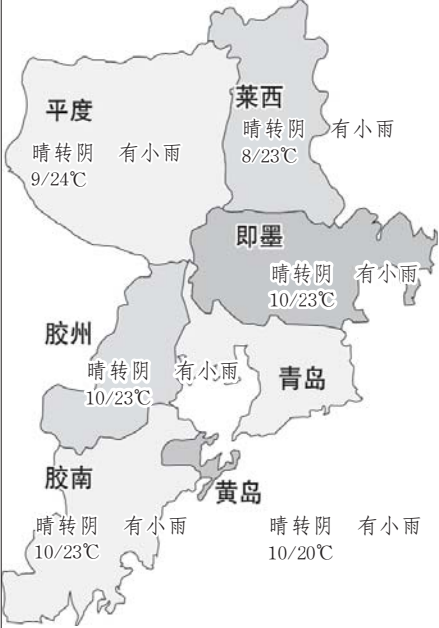 莱西
晴转阴 有小雨
8/23℃
平度
晴转阴 有小雨
9/24℃
即墨
晴转阴 有小雨
10/23℃
胶州
晴转阴 有小雨
10/23℃
青岛
胶南
晴转阴 有小雨
10/23℃
黄岛
晴转阴 有小雨
10/20℃